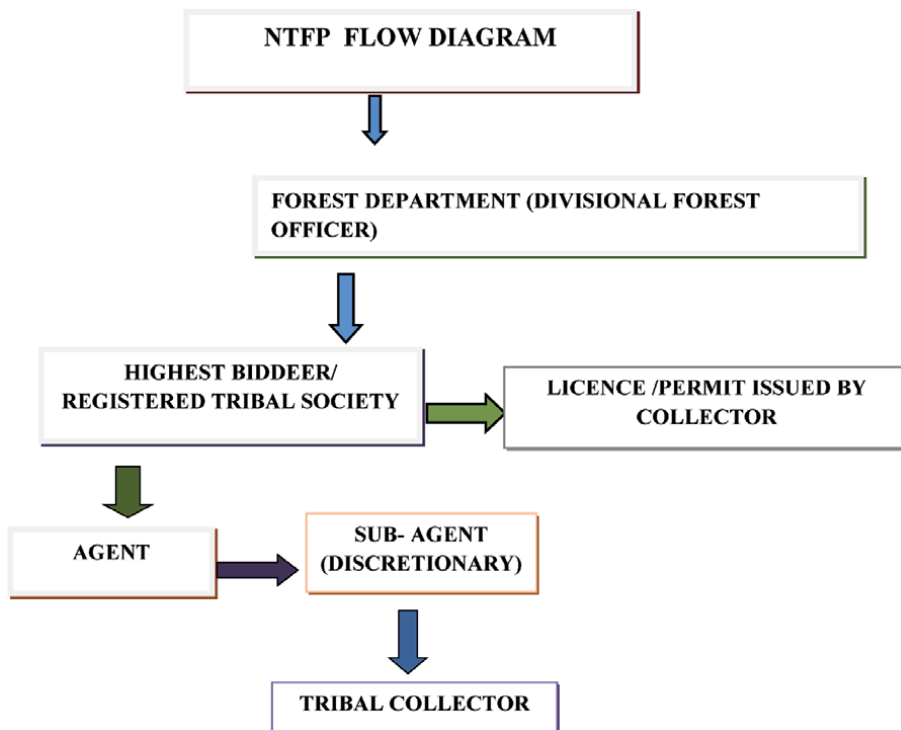 NTFP FLOW DIAGRAM
FOREST DEPARTMENT (DIVISIONAL FOREST
OFFICER)
HIGHEST BIDDEER/
REGISTERED TRIBAL SOCIETY
LICENCE /PERMIT ISSUED BY
COLLECTOR
AGENT
SUB- AGENT
(DISCRETIONARY)
TRIBAL COLLECTOR